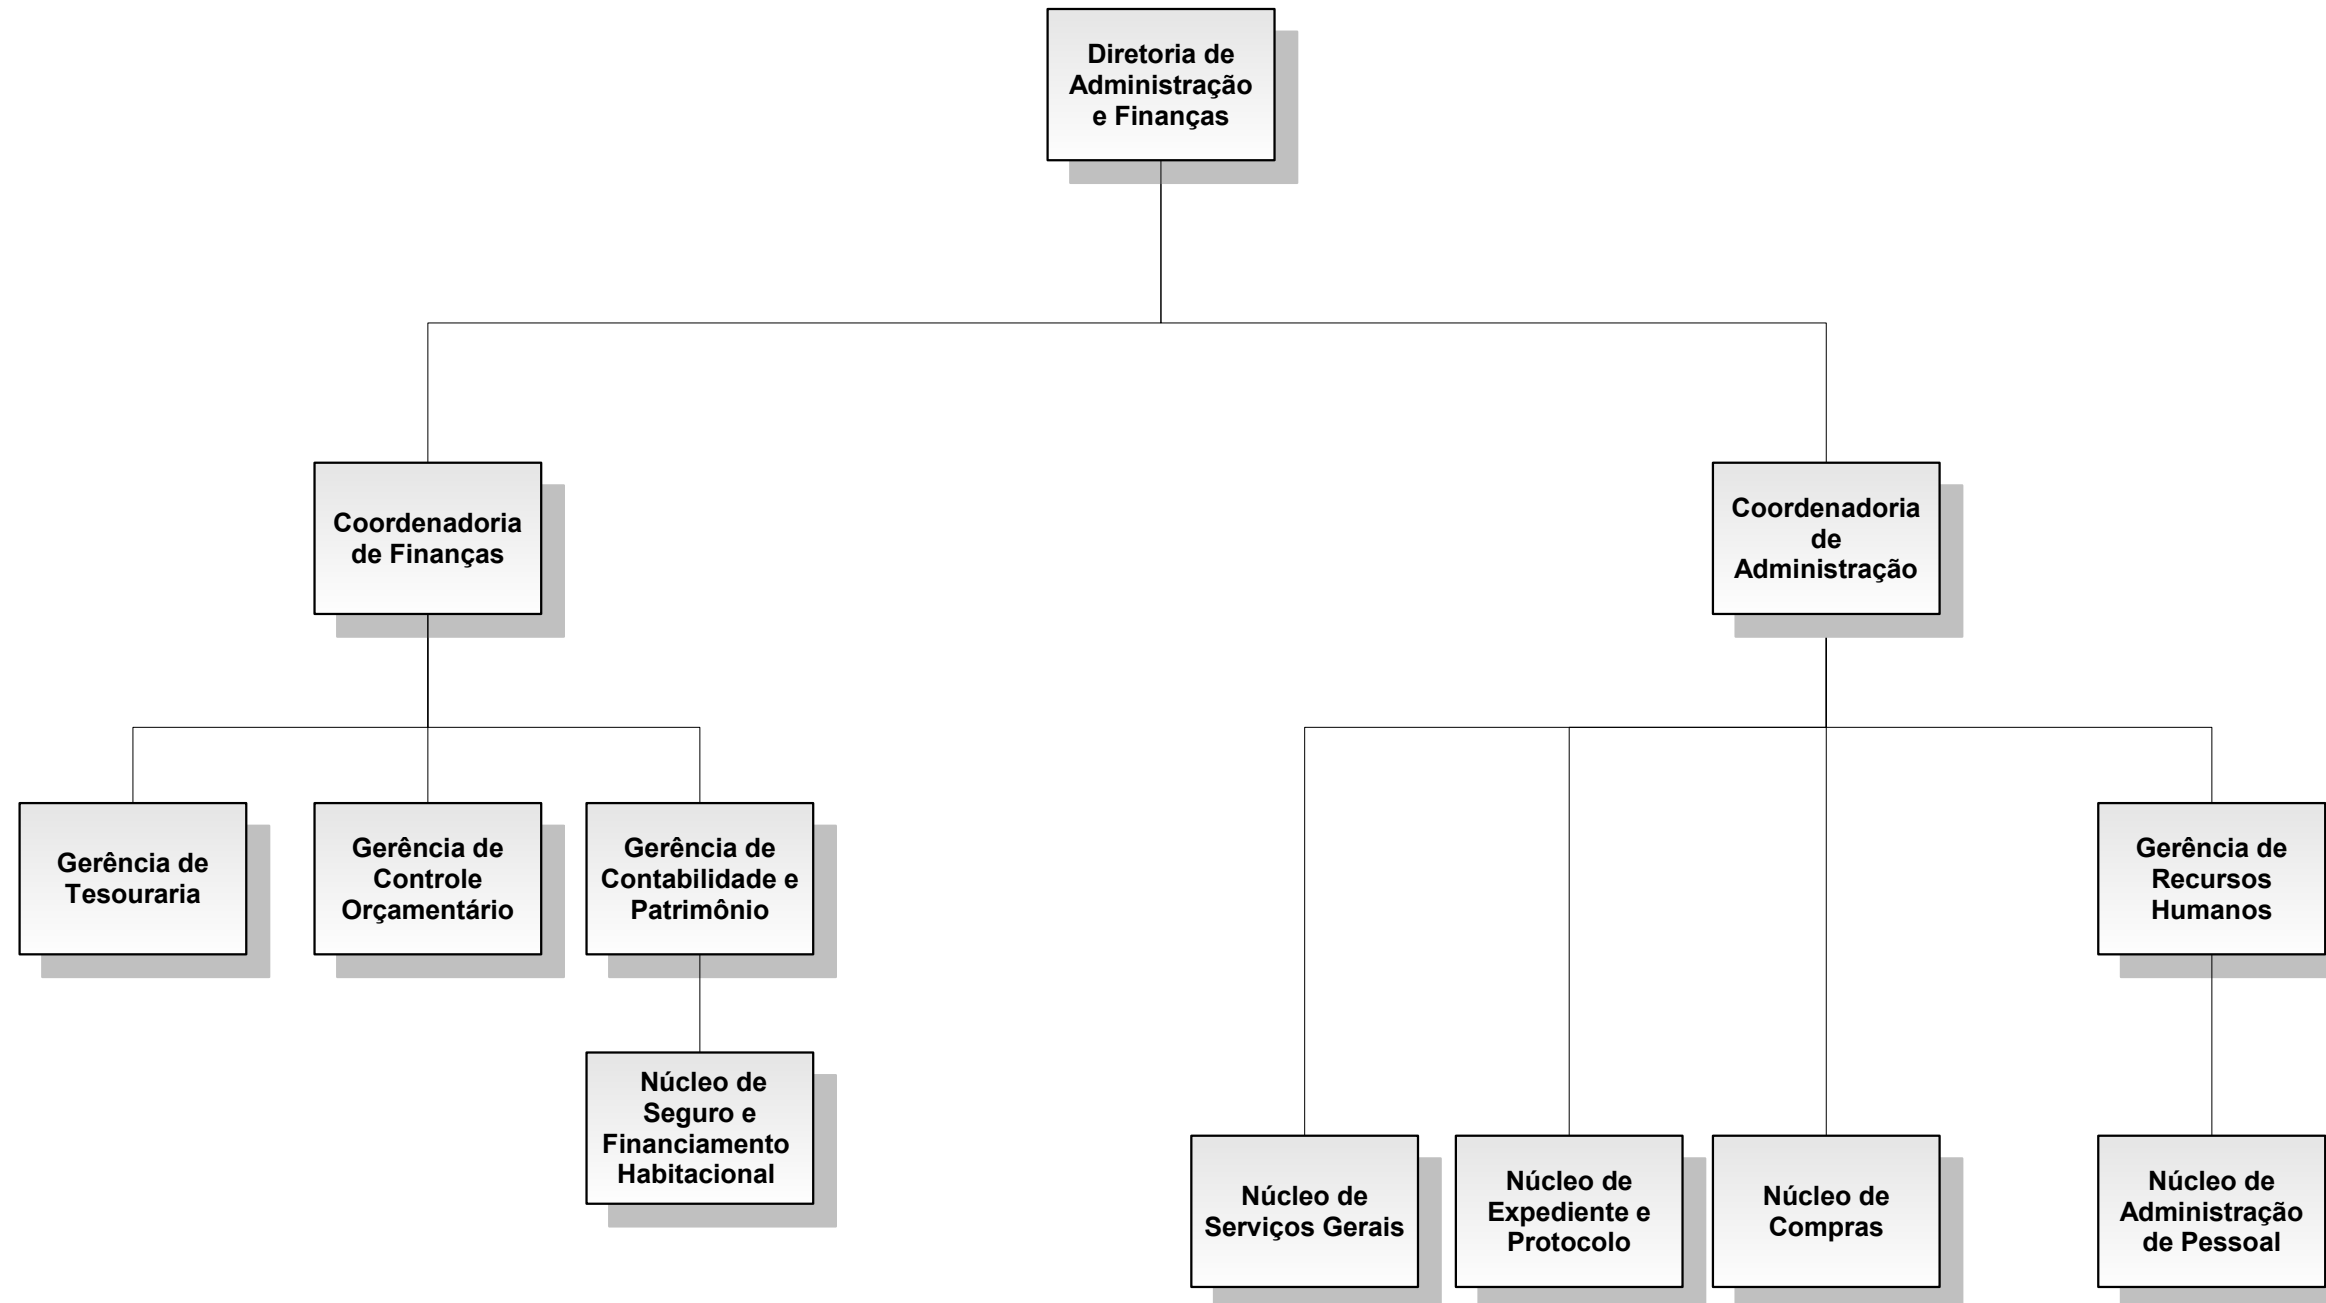 Diretoria de
Administração
e Finanças
Coordenadoria
de Finanças
Coordenadoria
de
Administração
Gerência de
Tesouraria
Gerência de
Controle
Orçamentário
Gerência de
Contabilidade e
Patrimônio
Gerência de
Recursos
Humanos
Núcleo de
Seguro e
Financiamento
Habitacional
Núcleo de
Serviços Gerais
Núcleo de
Expediente e
Protocolo
Núcleo de
Compras
Núcleo de
Administração
de Pessoal